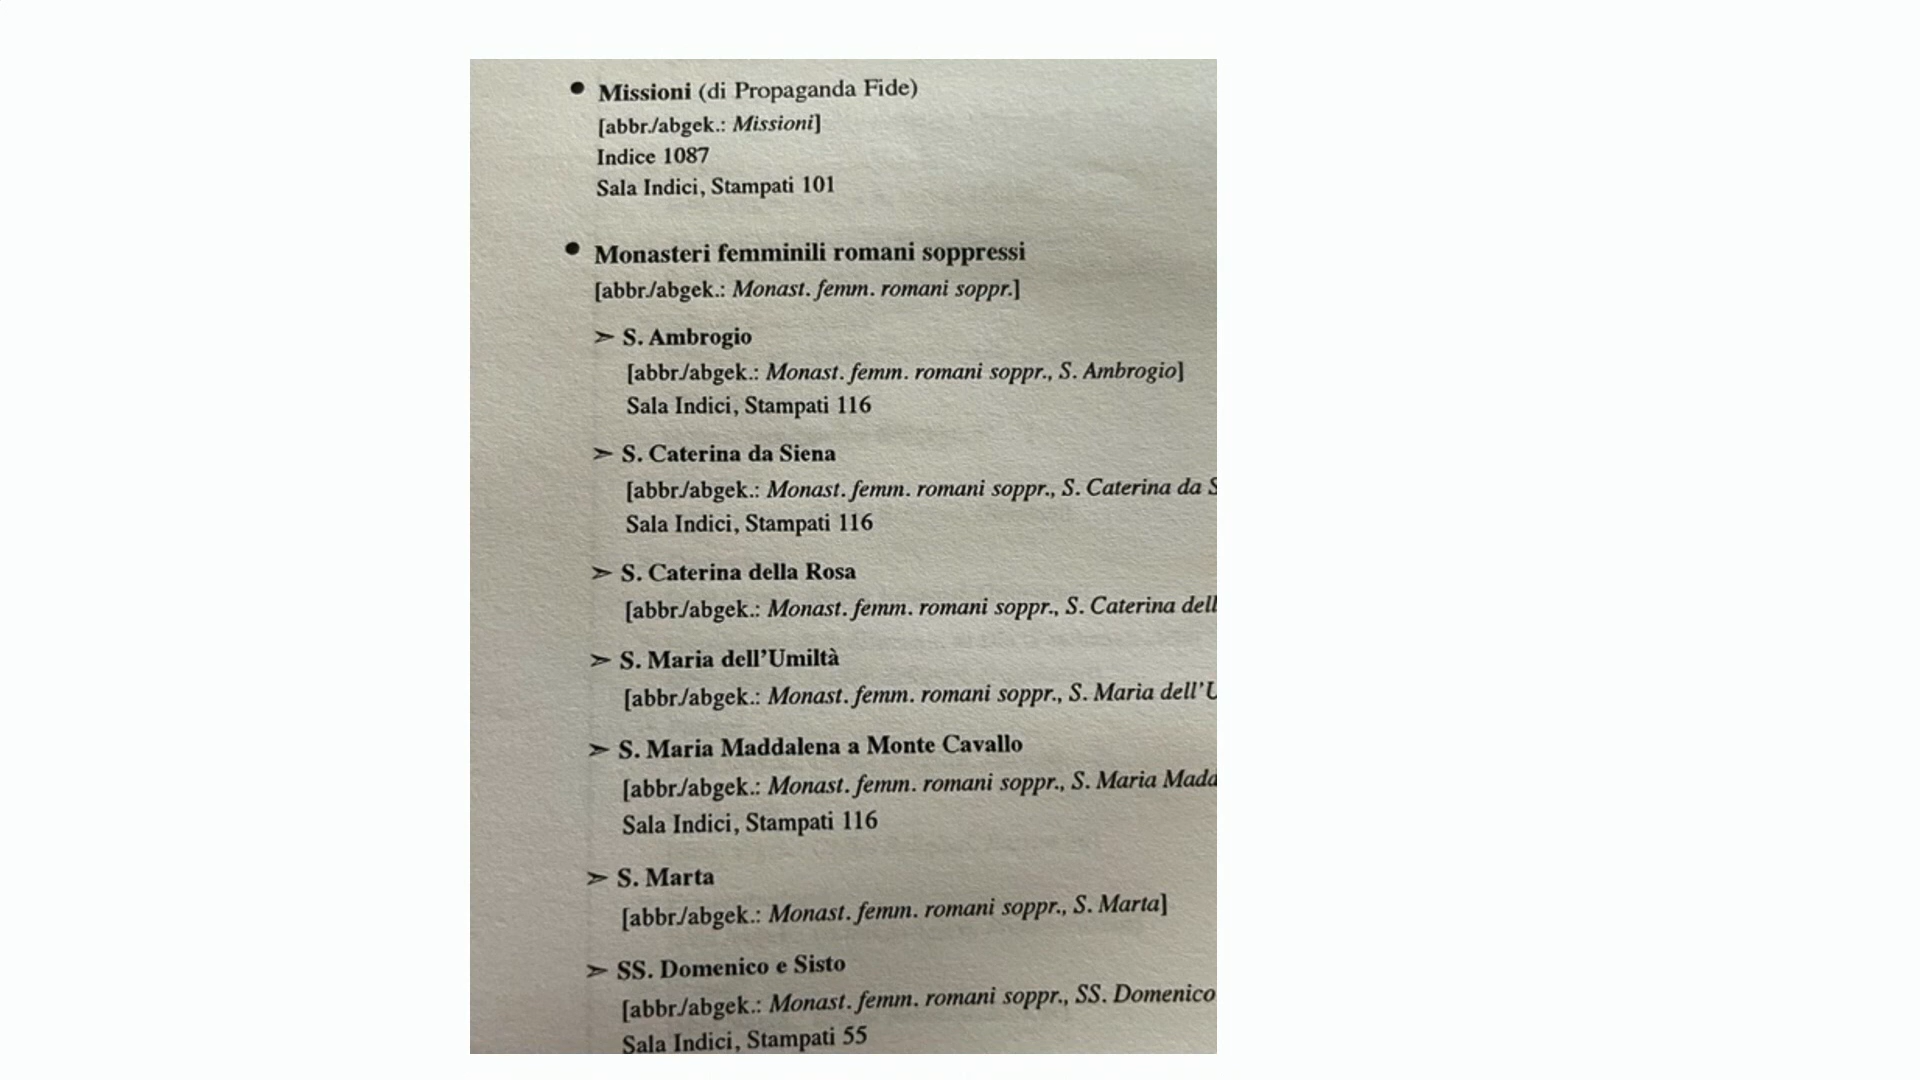 • Missioni (di Propaganda Fide)
[abbr./abgek.: Missioni]
Indice 1087
Sala Indici, Stampati 101
• Monasteri femminili romani soppressi
[abbr./abgek.: Monast. femm. romani soppr.]
➣ S. Ambrogio
[abbr./abgek.: Monast. femm. romani soppr., S. Ambrogio]
Sala Indici, Stampati 116
➣ S. Caterina da Siena
[abbr./abgek.: Monast. femm. romani soppr., S. Caterina da S
Sala Indici, Stampati 116
➣ S. Caterina della Rosa
[abbr./abgek.: Monast. femm. romani soppr., S. Caterina dell
➣ S. Maria dell’Umiltà
[abbr./abgek.: Monast. femm. romani soppr., S. Maria dell’U
➣ S. Maria Maddalena a Monte Cavallo
[abbr./abgek.: Monast. femm. romani soppr., S. Maria Madd
Sala Indici, Stampati 116
➣ S. Marta
[abbr./abgek.: Monast. femm. romani soppr., S. Marta]
➣ SS. Domenico e Sisto
[abbr./abgek.: Monast. femm. romani soppr., SS. Domenico
Sala Indici, Stampati 55